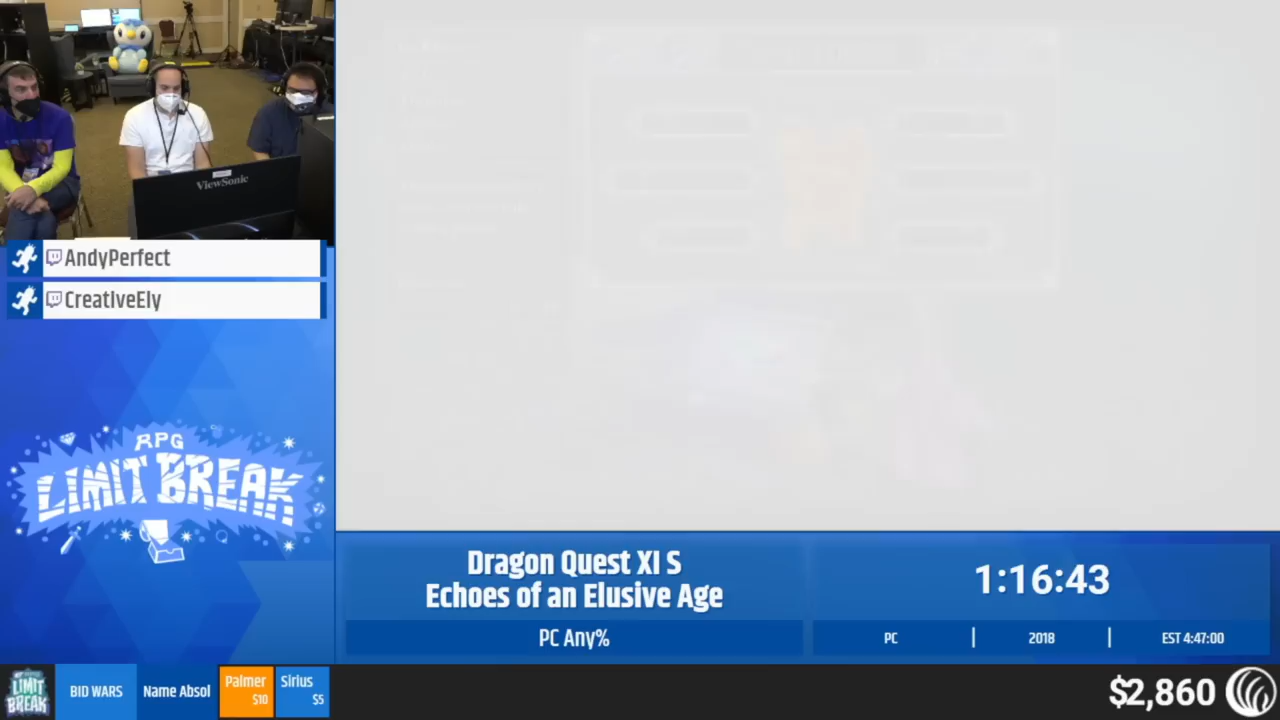 ViewSonic
AndyPerfect
CreatIveEly
RPG
LIMIT BREAK
Dragon Quest XI S
Echoes of an Elusive Age
PC Any%
1:16:43
PC
2018
EST 4:47:00
LIMIT
BREAK
BID WARS
Name Absol
Palmer
$10
Sirius
$5
$2,860